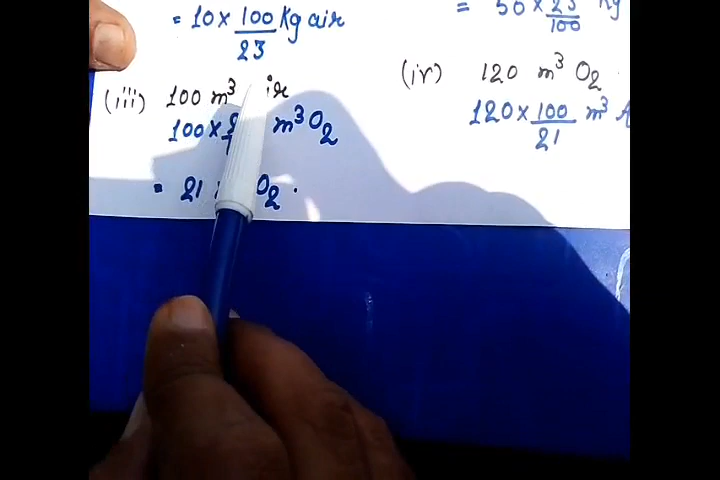 = 10 × 100/23 Kg air
= 50 × 23/100 Kg
(iii) 100 m³
100 × m³ O₂
= 21 O₂.
(iv) 120 m³ O₂.
120 × 100/21 m³